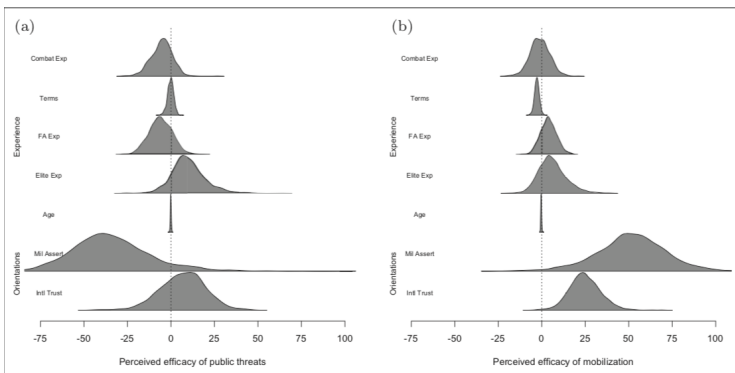 (a)
Combat Exp
Terms
FA Exp
Elite Exp
Age
Mil Assert
Intl Trust
Experience
Orientations
-75 -50 -25 0 25 50 75 100
Perceived efficacy of public threats
(b)
Combat Exp
Terms
FA Exp
Elite Exp
Age
Mil Assert
Intl Trust
Experience
Orientations
-75 -50 -25 0 25 50 75 100
Perceived efficacy of mobilization